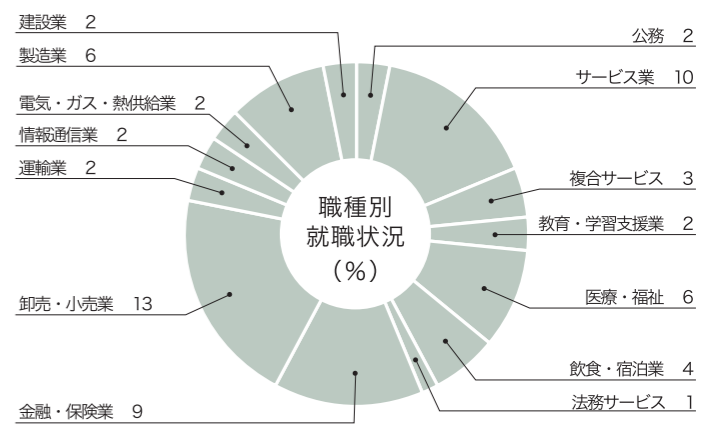 建設業 2
製造業 6
電気・ガス・熱供給業 2
情報通信業 2
運輸業 2
卸売・小売業 13
金融・保険業 9
職種別
就職状況
(%)
公務 2
サービス業 10
複合サービス 3
教育・学習支援業 2
医療・福祉 6
飲食・宿泊業 4
法務サービス 1